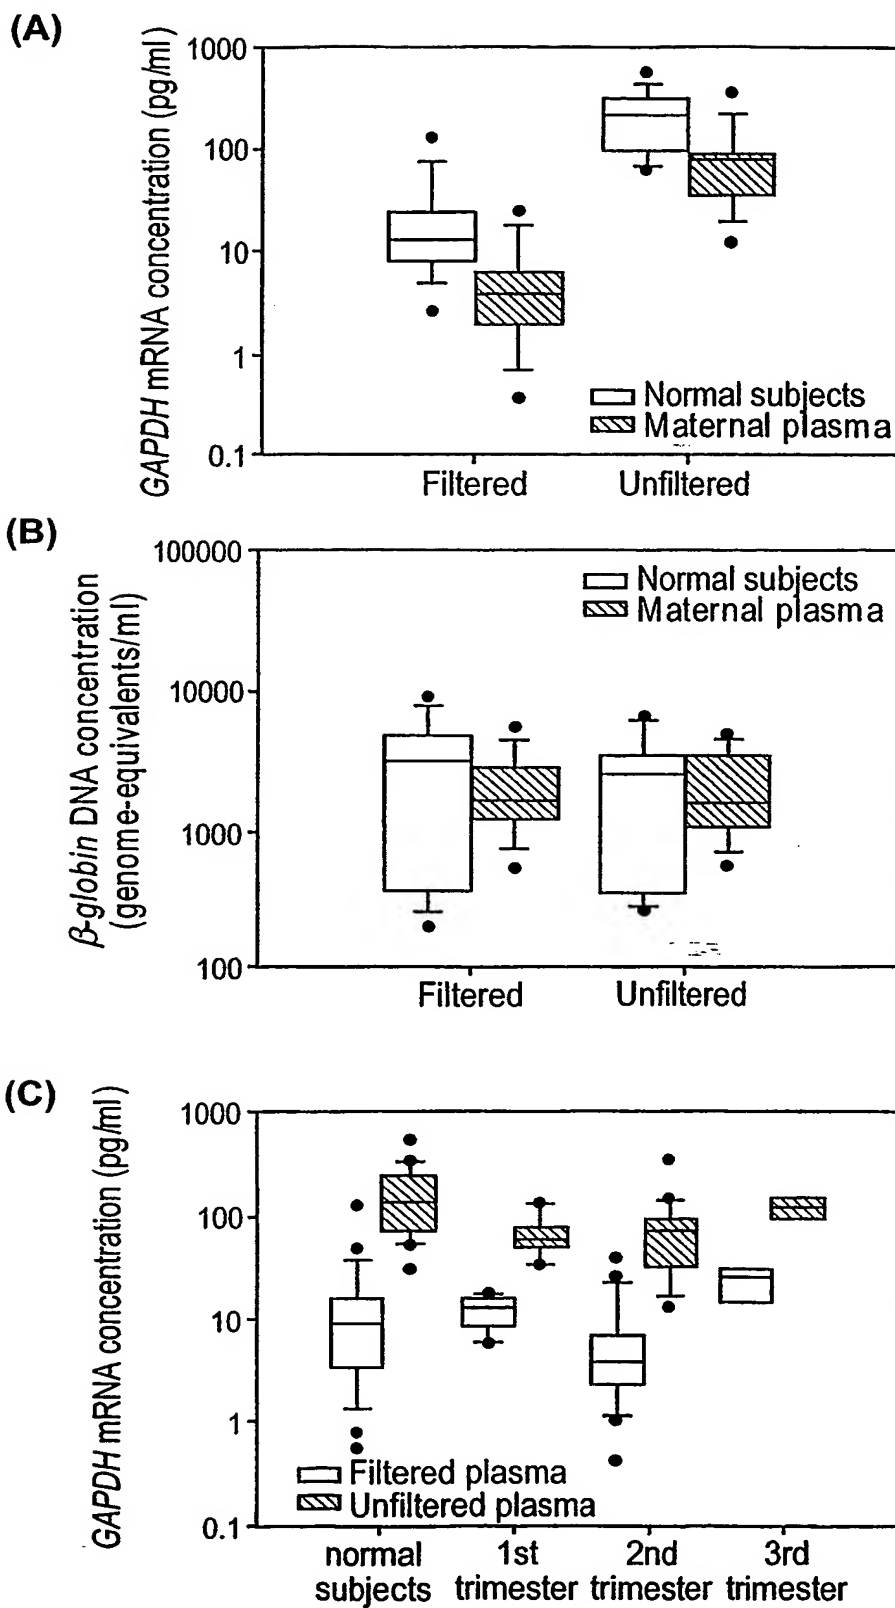 (A)
GAPDH mRNA concentration (pg/ml)
1000
100
10
1
0.1
Normal subjects
Maternal plasma
Filtered
Unfiltered
(B)
β-globin DNA concentration
(genome-equivalents/ml)
100000
10000
1000
100
Normal subjects
Maternal plasma
Filtered
Unfiltered
(C)
GAPDH mRNA concentration (pg/ml)
1000
100
10
1
0.1
Filtered plasma
Unfiltered plasma
normal 1st 2nd 3rd
subjects trimester trimester trimester